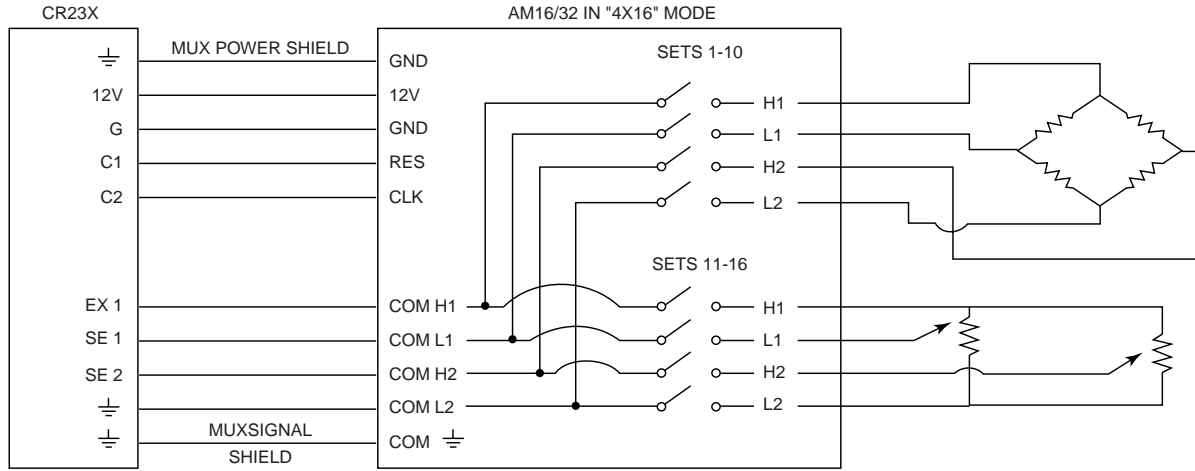 CR23X
AM16/32 IN "4X16" MODE
MUX POWER SHIELD
GND
SETS 1-10
12V
12V
H1
G
GND
L1
C1
RES
H2
C2
CLK
L2
SETS 11-16
EX 1
COM H1
H1
SE 1
COM L1
L1
SE 2
COM H2
H2
COM L2
L2
MUXSIGNAL
SHIELD
COM